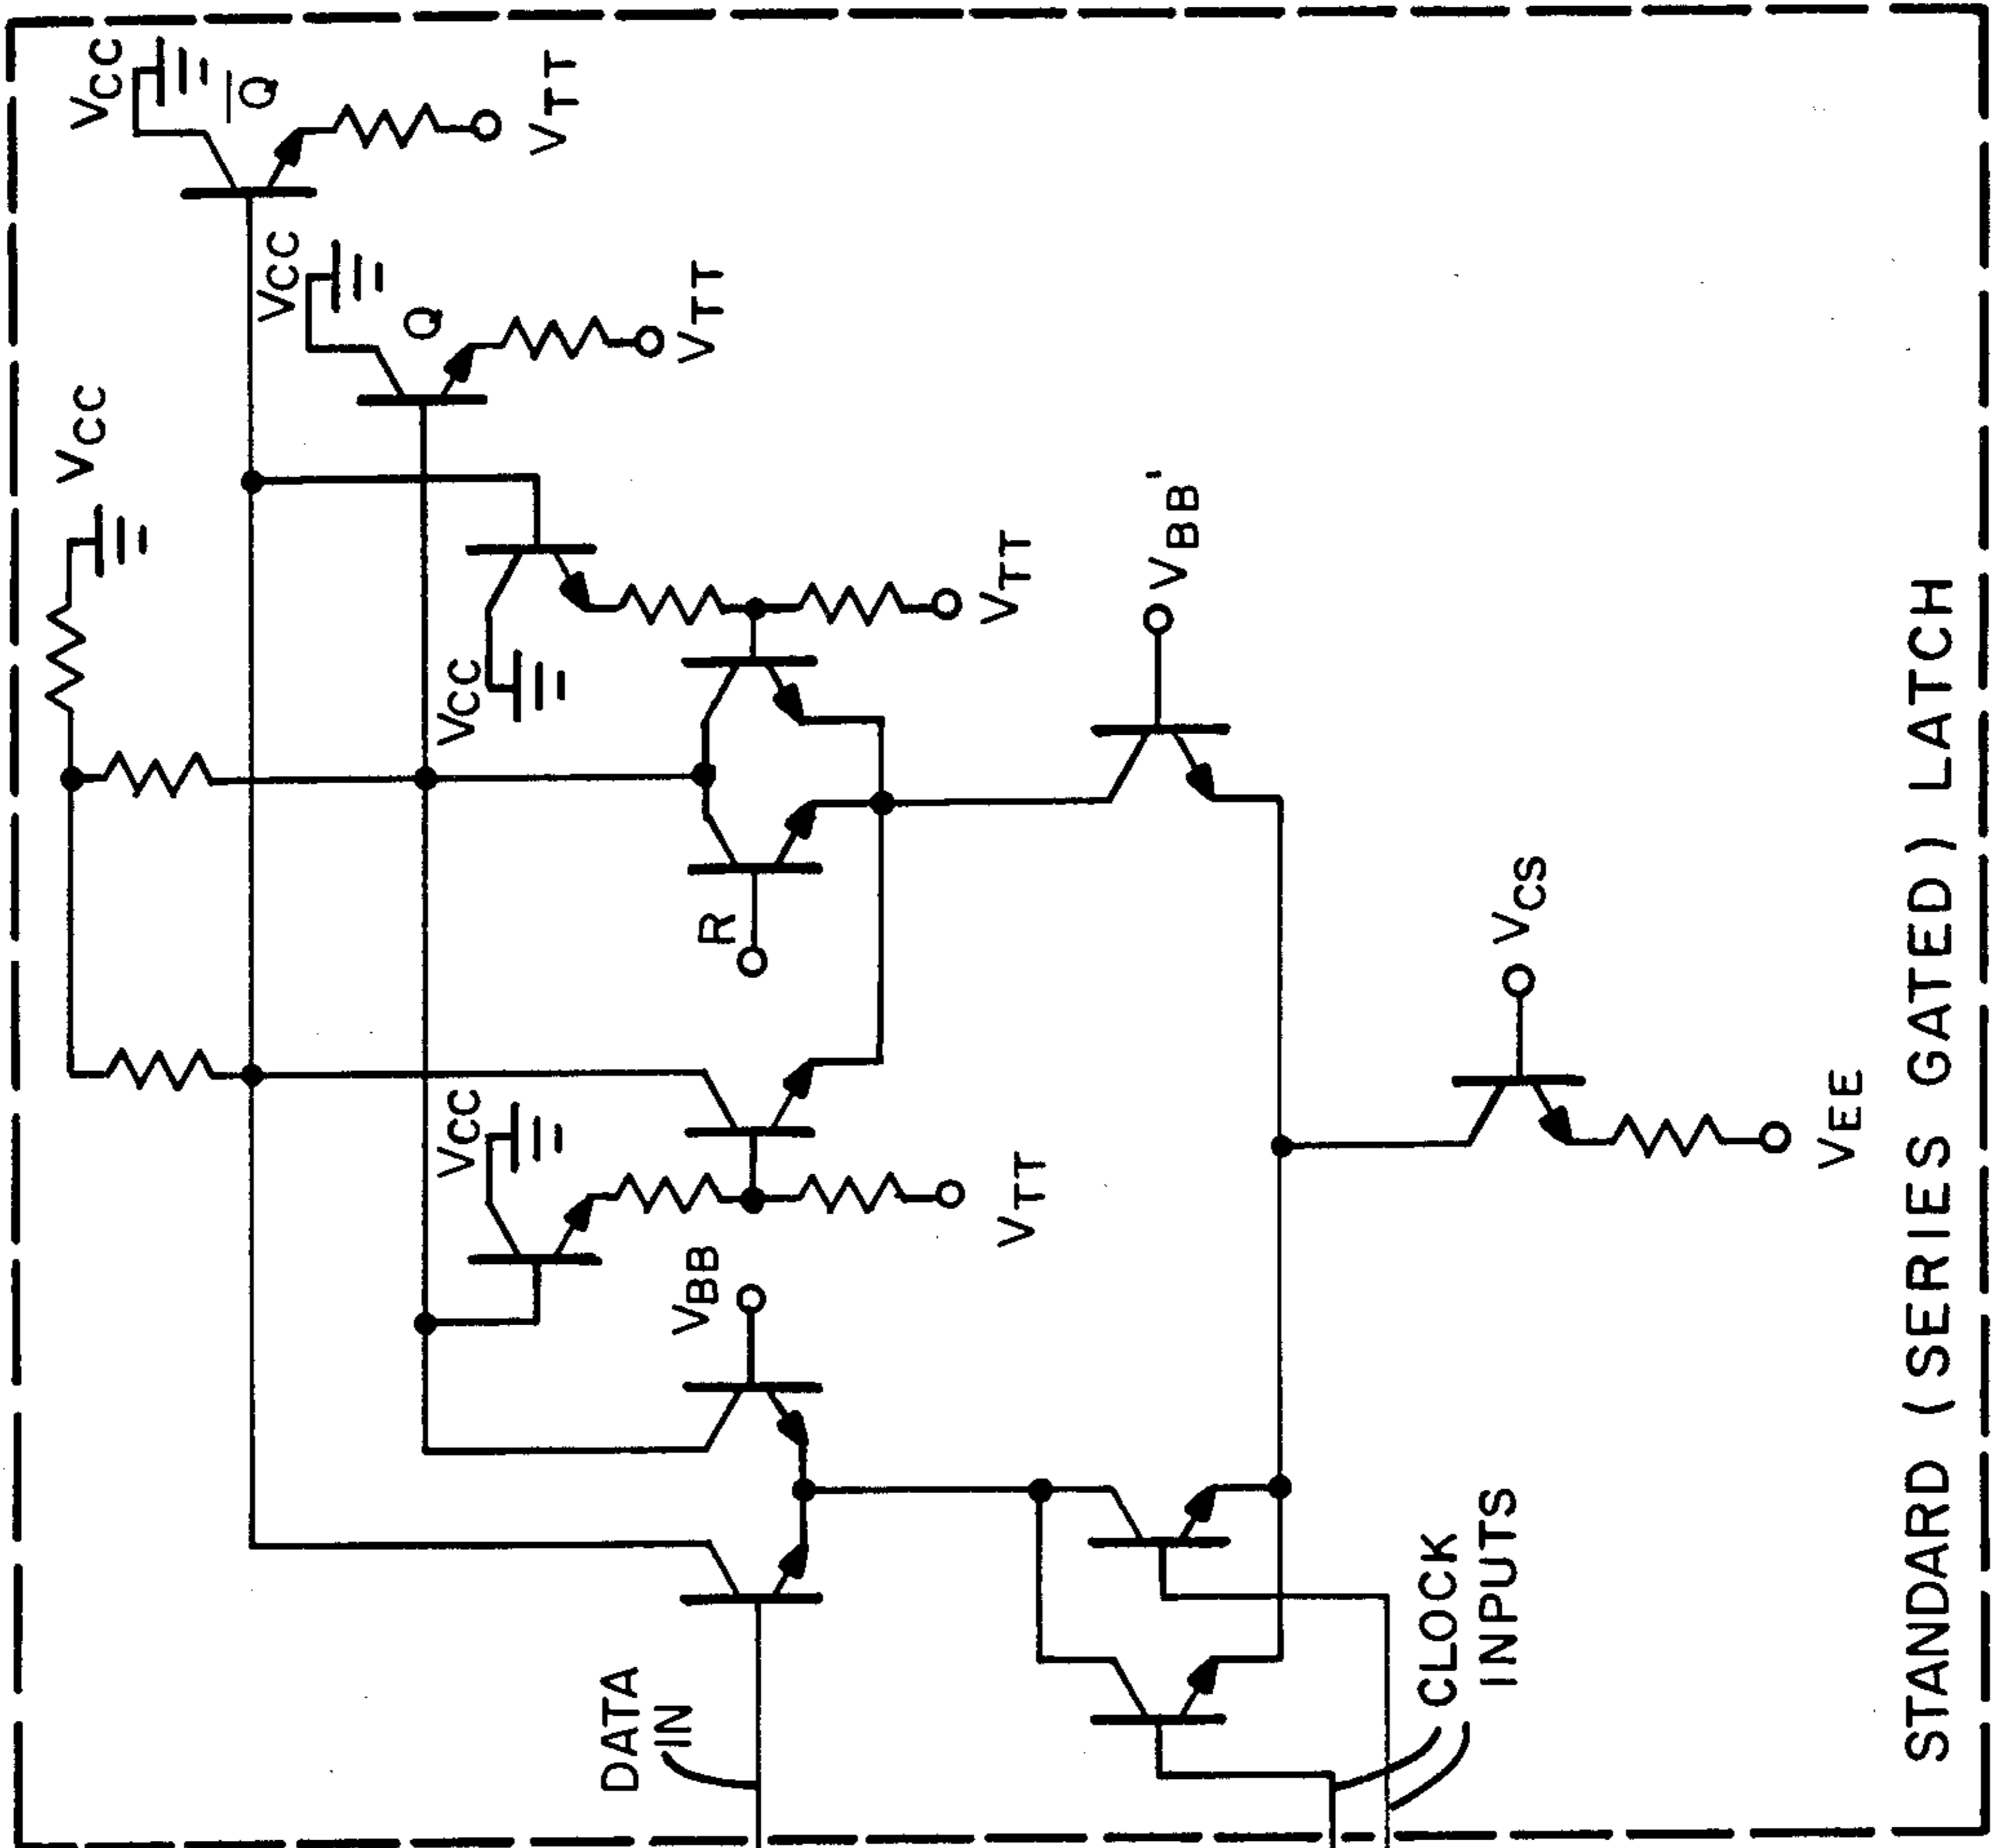 VCC
Q
VTT
VCC
Q
VTT
VCC
VCC
VTT
VBB'
R
VCS
VCC
VTT
VEE
VBB
DATA
IN
CLOCK
INPUTS
STANDARD (SERIES GATED) LATCH